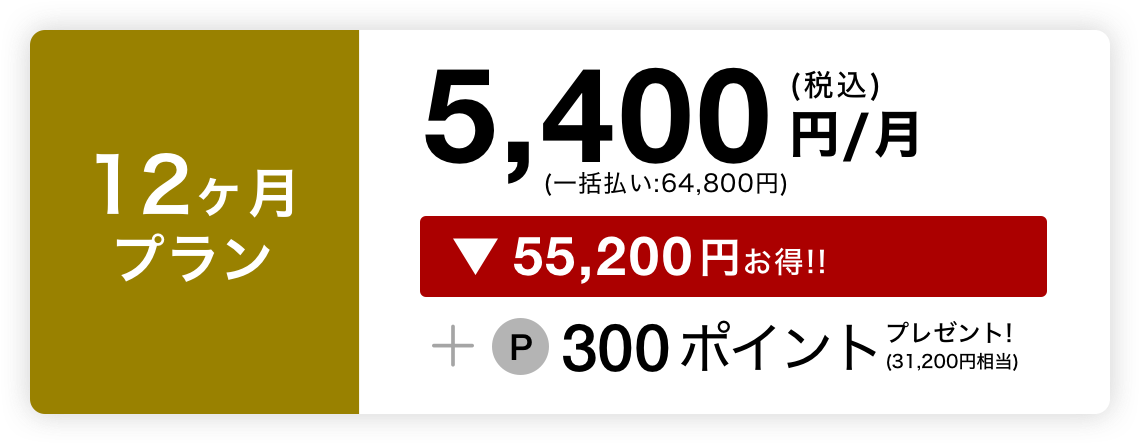 12ヶ月
プラン
5,400円/月(税込)
(一括払い:64,800円)
▼55,200円お得!!
＋ P 300ポイント プレゼント!
(31,200円相当)